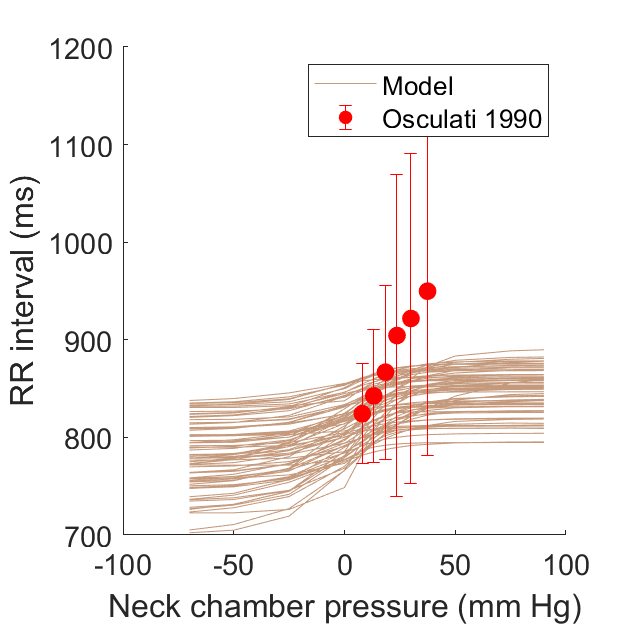 1200
1100
1000
900
800
700
RR interval (ms)
Model
Osculati 1990
-100
-50
0
50
100
Neck chamber pressure (mm Hg)